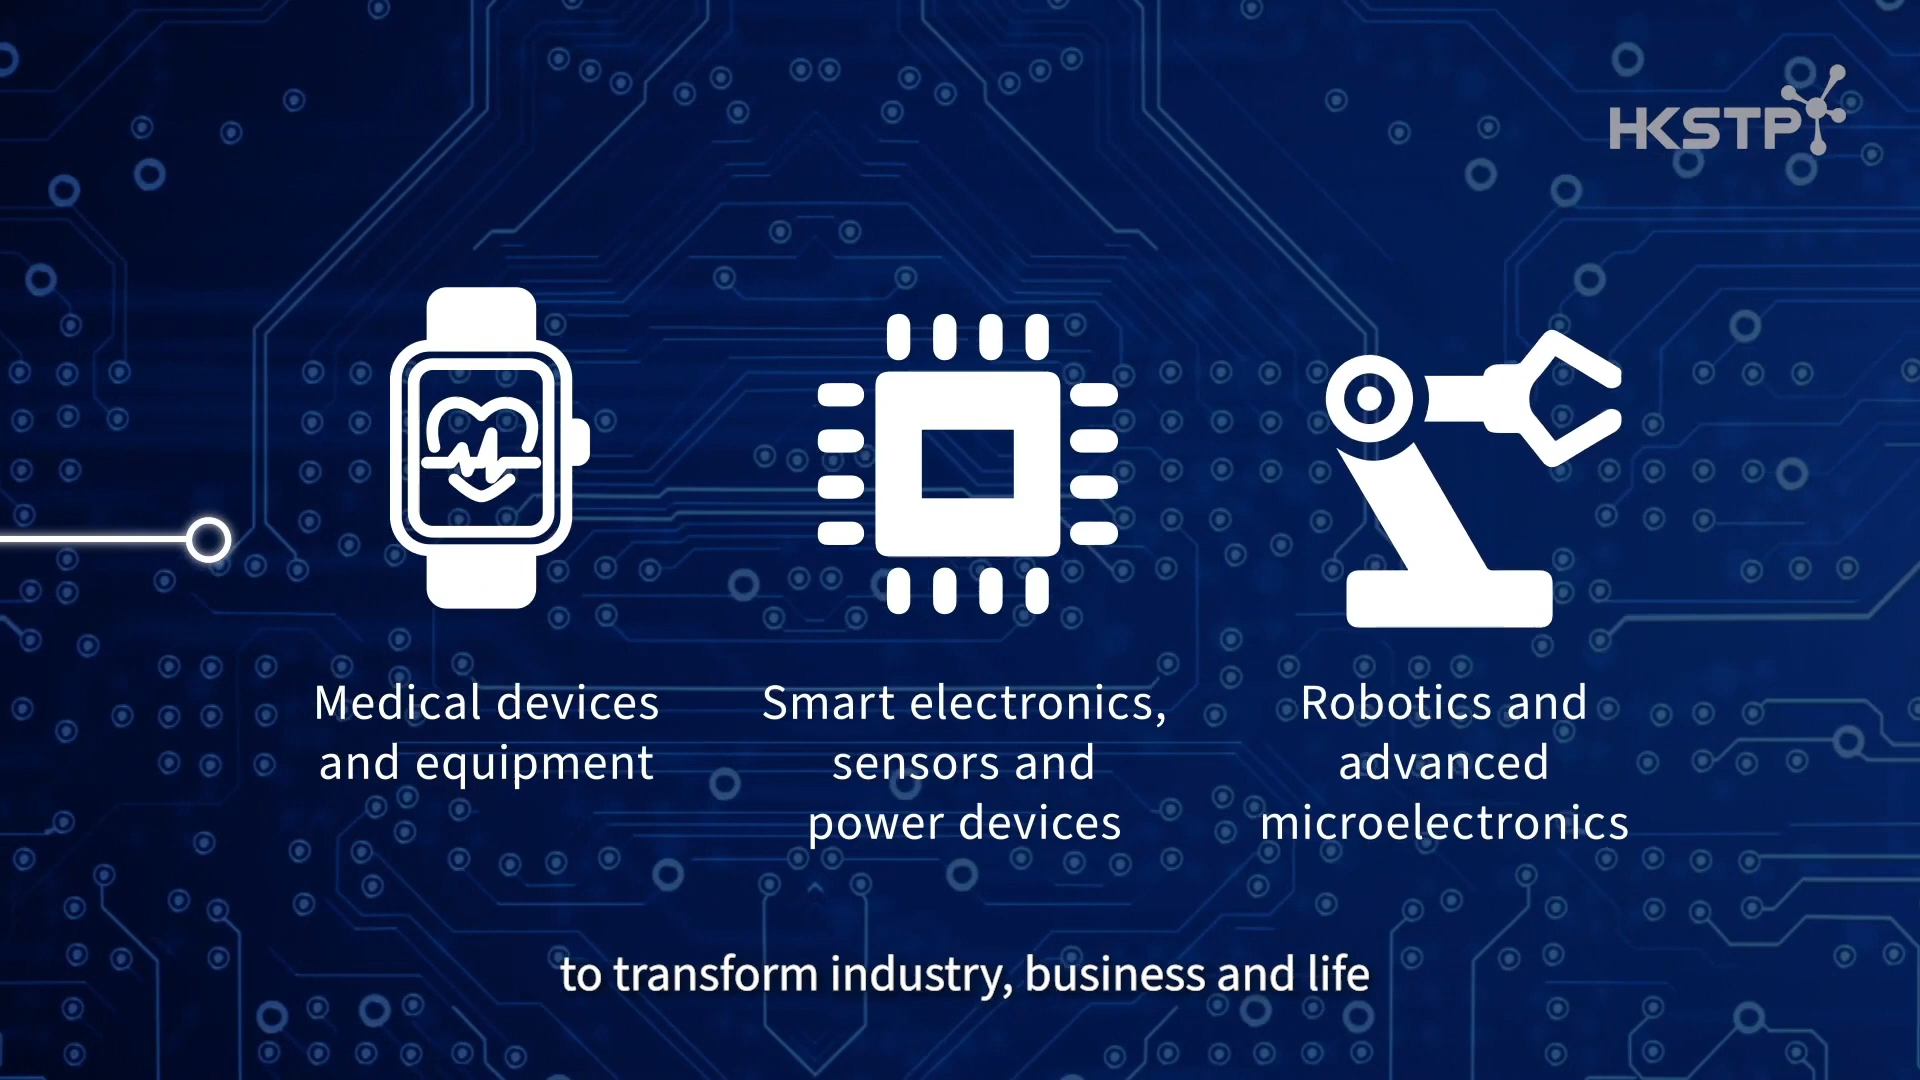 HKSTP
Medical devices
and equipment
Smart electronics,
sensors and
power devices
Robotics and
advanced
microelectronics
to transform industry, business and life